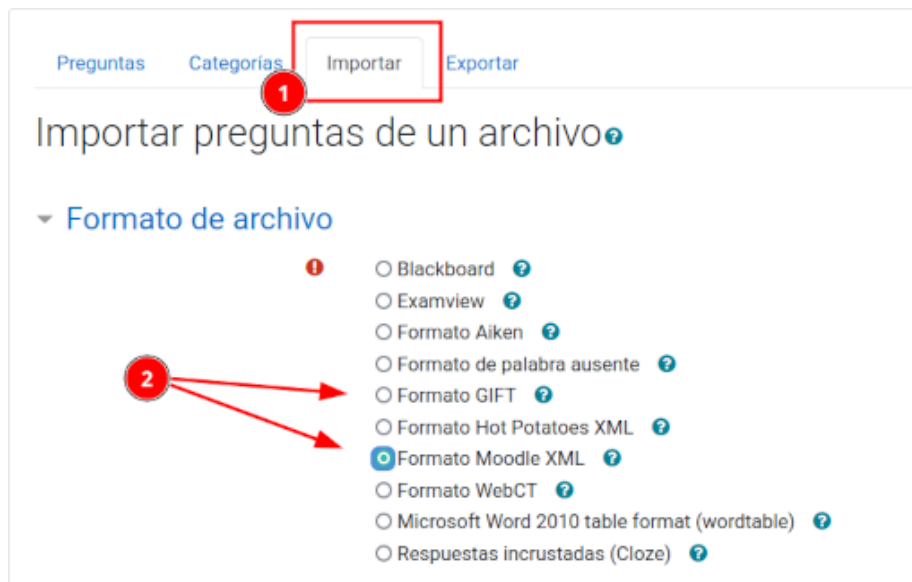 Preguntas Categorías Importar Exportar
1
Importar preguntas de un archivo ?
Formato de archivo
! Blackboard ?
Examview ?
Formato Aiken ?
Formato de palabra ausente ?
2
Formato GIFT ?
Formato Hot Potatoes XML ?
Formato Moodle XML ?
Formato WebCT ?
Microsoft Word 2010 table format (wordtable) ?
Respuestas incrustadas (Cloze) ?